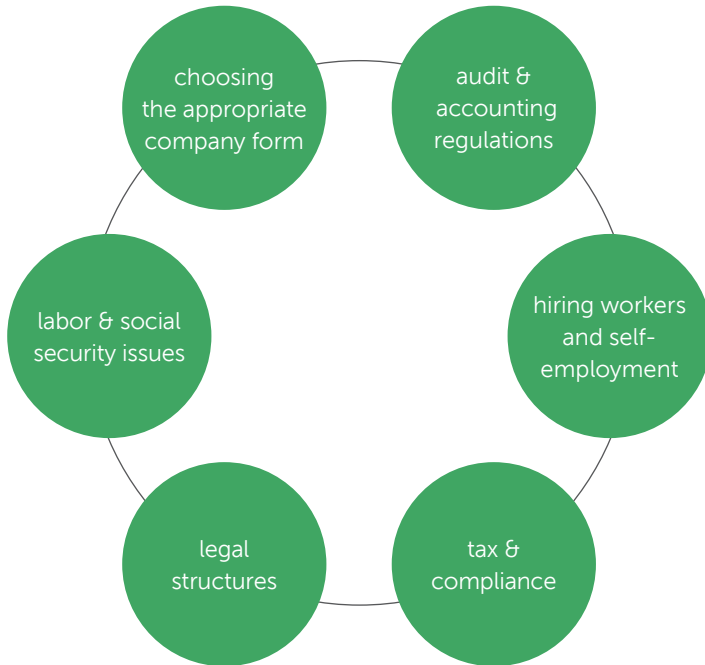 choosing
the appropriate
company form
audit &
accounting
regulations
labor & social
security issues
hiring workers
and self-
employment
legal
structures
tax &
compliance